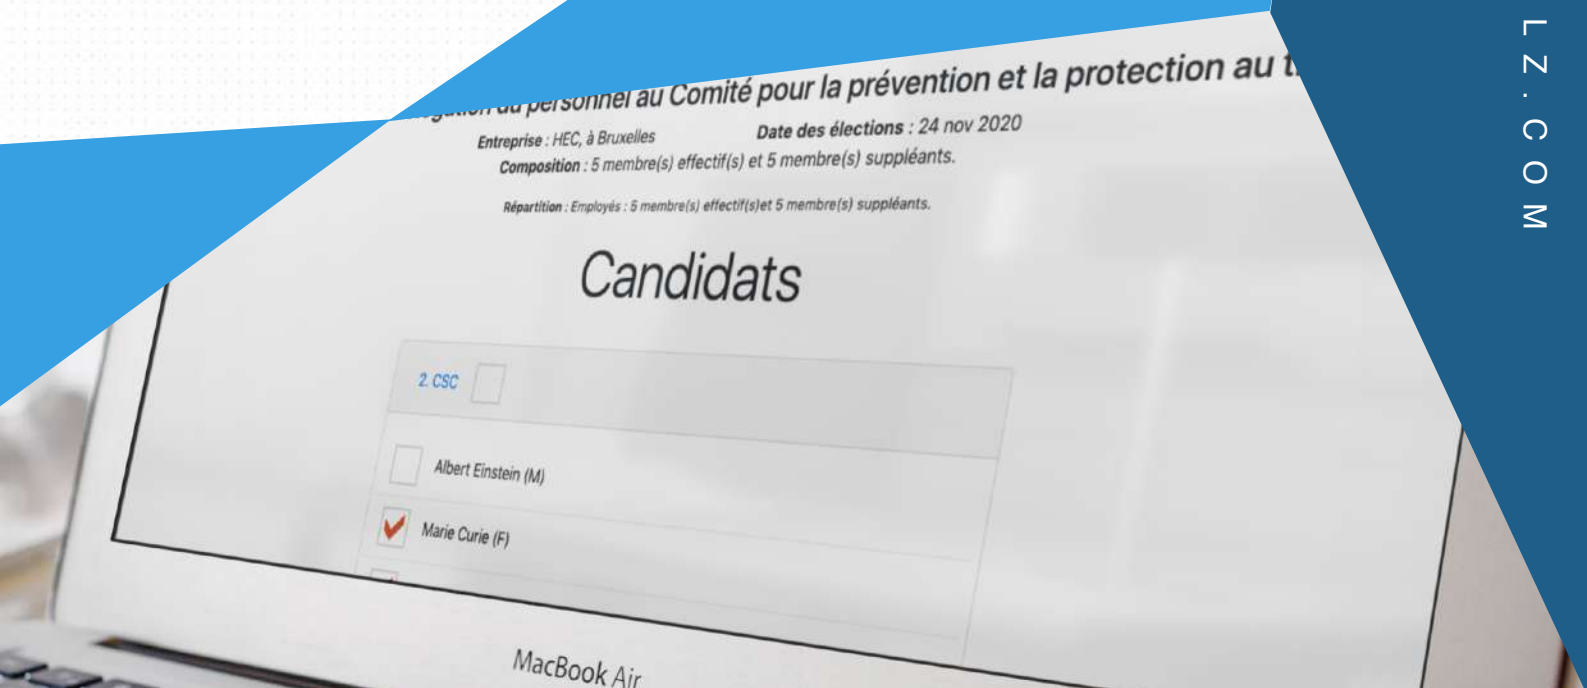 du personnel au Comité pour la prévention et la protection au
Entreprise : HEC, à Bruxelles
Date des élections : 24 nov 2020
Composition : 5 membre(s) effectif(s) et 5 membre(s) suppléants.
Répartition : Employés : 5 membre(s) effectif(s)et 5 membre(s) suppléants.
Candidats
2. CSC
Albert Einstein (M)
Marie Curie (F)
MacBook Air
LZ.COM